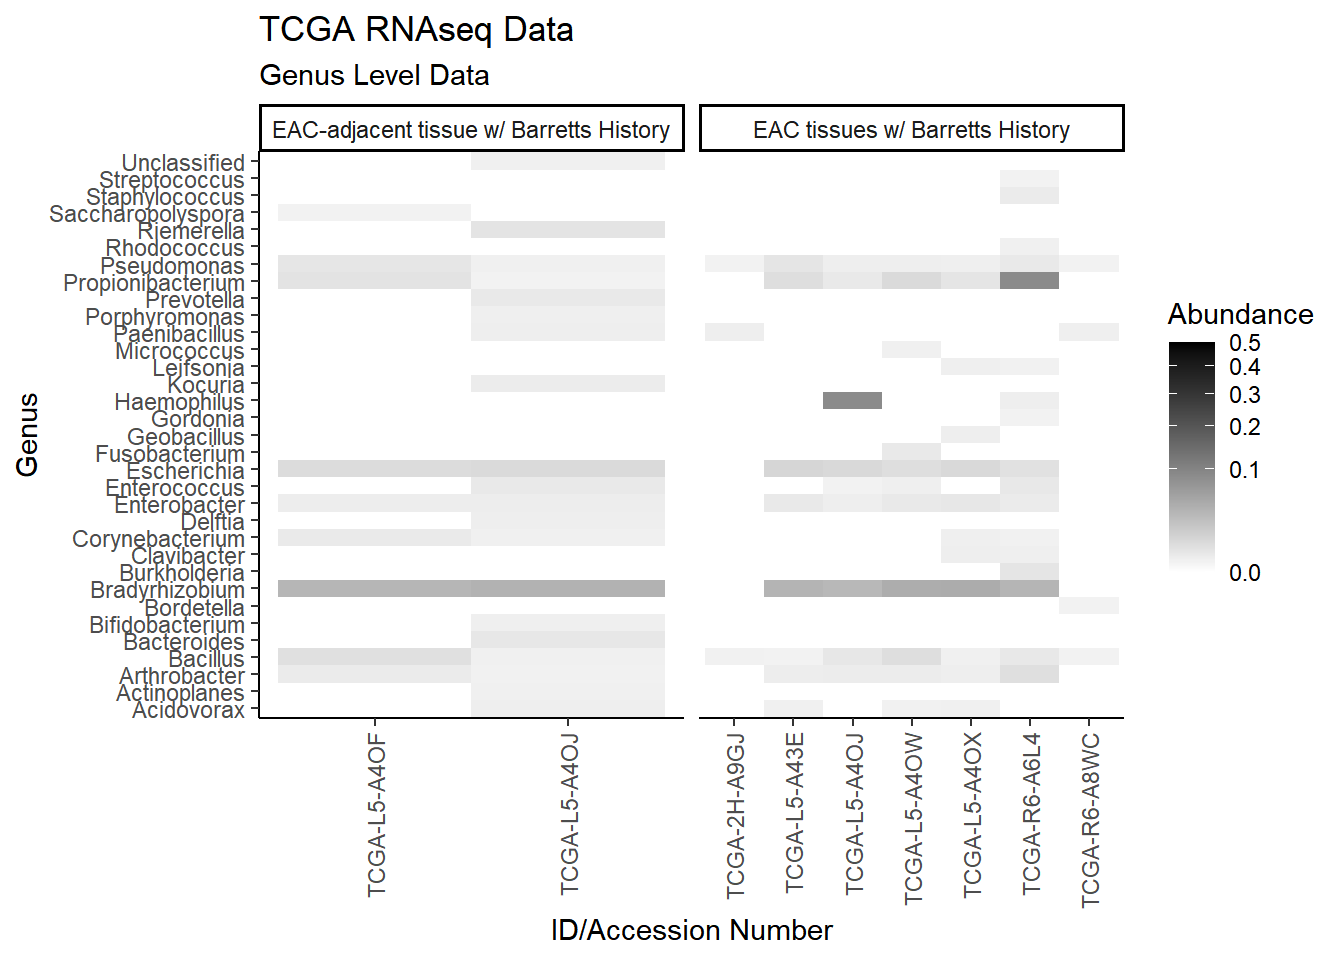 TCGA RNAseq Data
Genus Level Data
EAC-adjacent tissue w/ Barretts History
EAC tissues w/ Barretts History
Genus
Unclassified
Streptococcus
Staphylococcus
Saccharopolyspora
Riemerella
Rhodococcus
Pseudomonas
Propionibacterium
Prevotella
Porphyromonas
Paenibacillus
Micrococcus
Leifsonia
Kocuria
Haemophilus
Gordonia
Geobacillus
Fusobacterium
Escherichia
Enterococcus
Enterobacter
Delftia
Corynebacterium
Clavibacter
Burkholderia
Bradyrhizobium
Bordetella
Bifidobacterium
Bacteroides
Bacillus
Arthrobacter
Actinoplanes
Acidovorax
TCGA-L5-A4OF
TCGA-L5-A4OJ
TCGA-2H-A9GJ
TCGA-L5-A43E
TCGA-L5-A4OJ
TCGA-L5-A4OW
TCGA-L5-A4OX
TCGA-R6-A6L4
TCGA-R6-A8WC
ID/Accession Number
Abundance
0.5
0.4
0.3
0.2
0.1
0.0